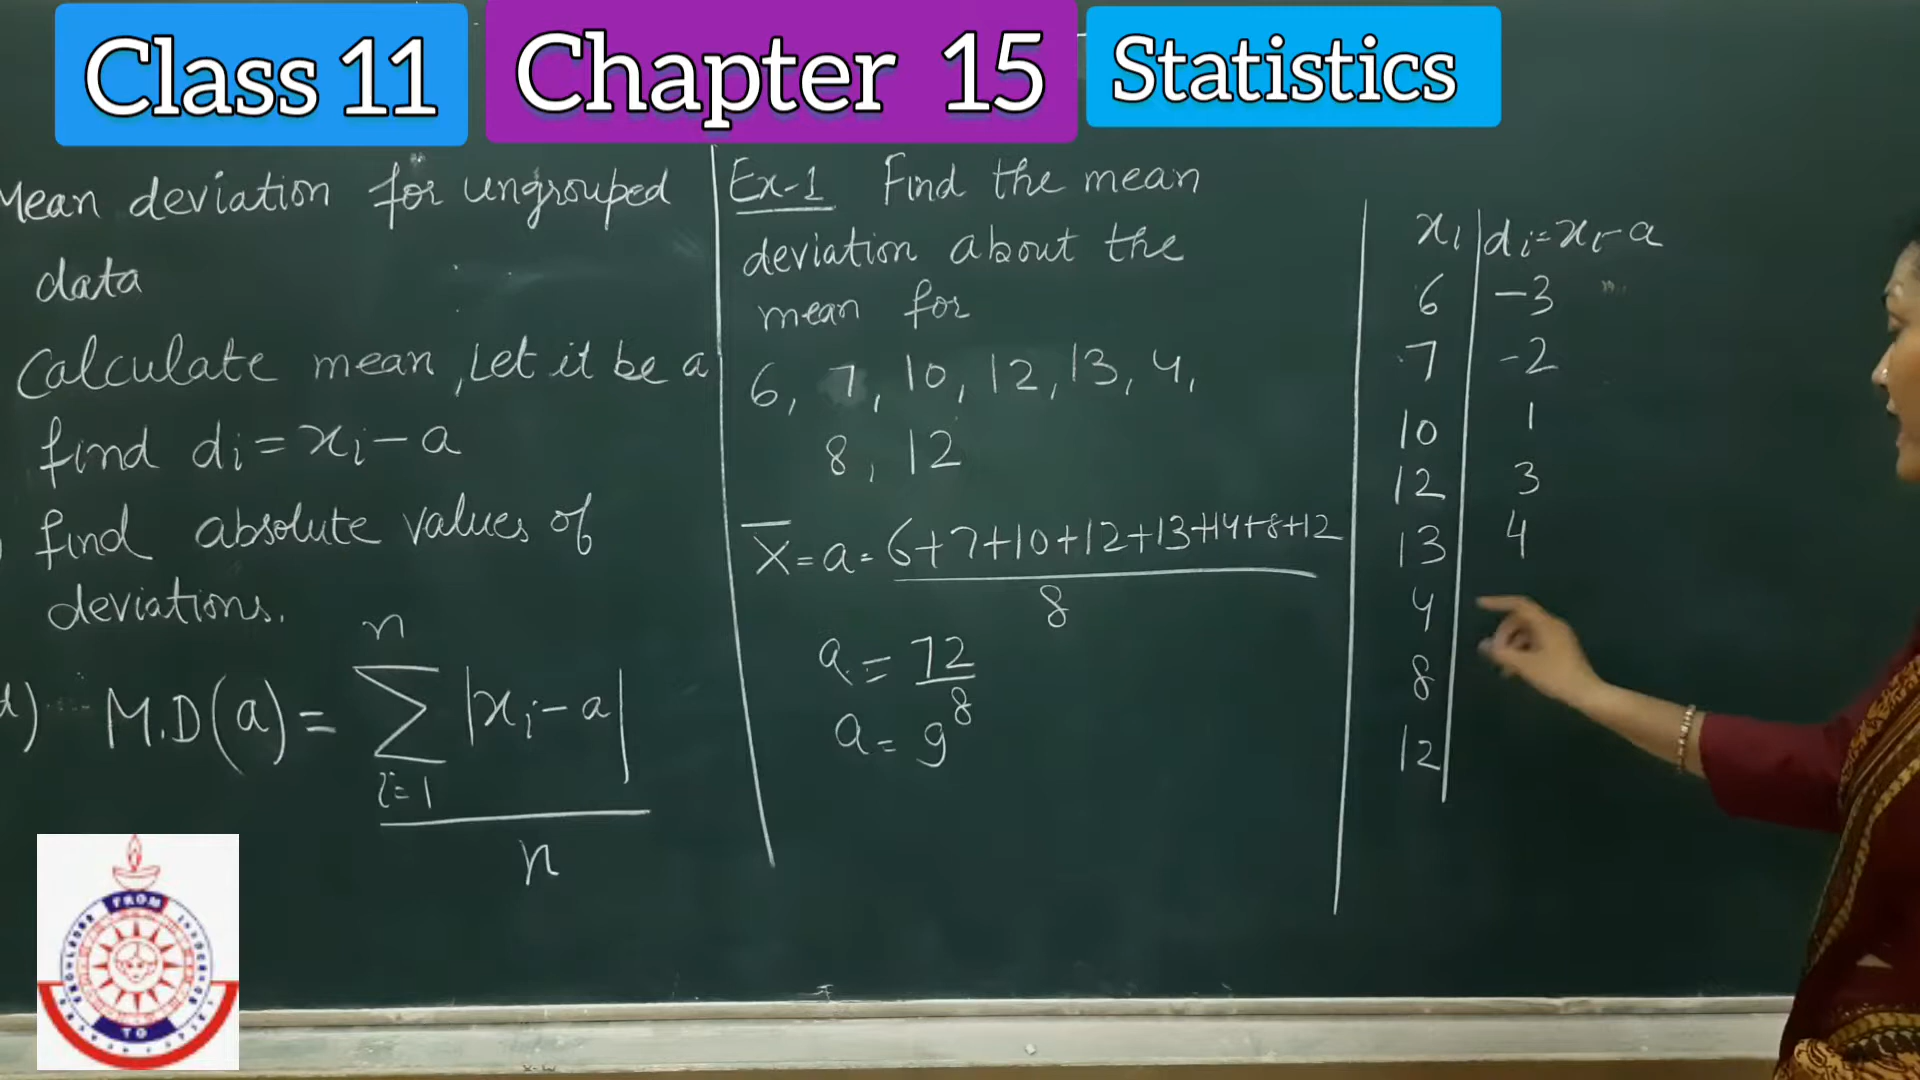 Class 11
Chapter 15
Statistics
Mean deviation for ungrouped
data
Calculate mean, Let it be a
find di = xi - a
find absolute values of
deviations.
M.D(a) = n ∑ i=1 |xi - a|
n
Ex-1 Find the mean
deviation about the
mean for
6, 7, 10, 12, 13, 4,
8, 12
X̅ = a = 6+7+10+12+13+14+8+12
8
a = 72
8
a = 9
xi | di = xi - a
6 | -3
7 | -2
10 | 1
12 | 3
13 | 4
4
8
12
FROM
TO